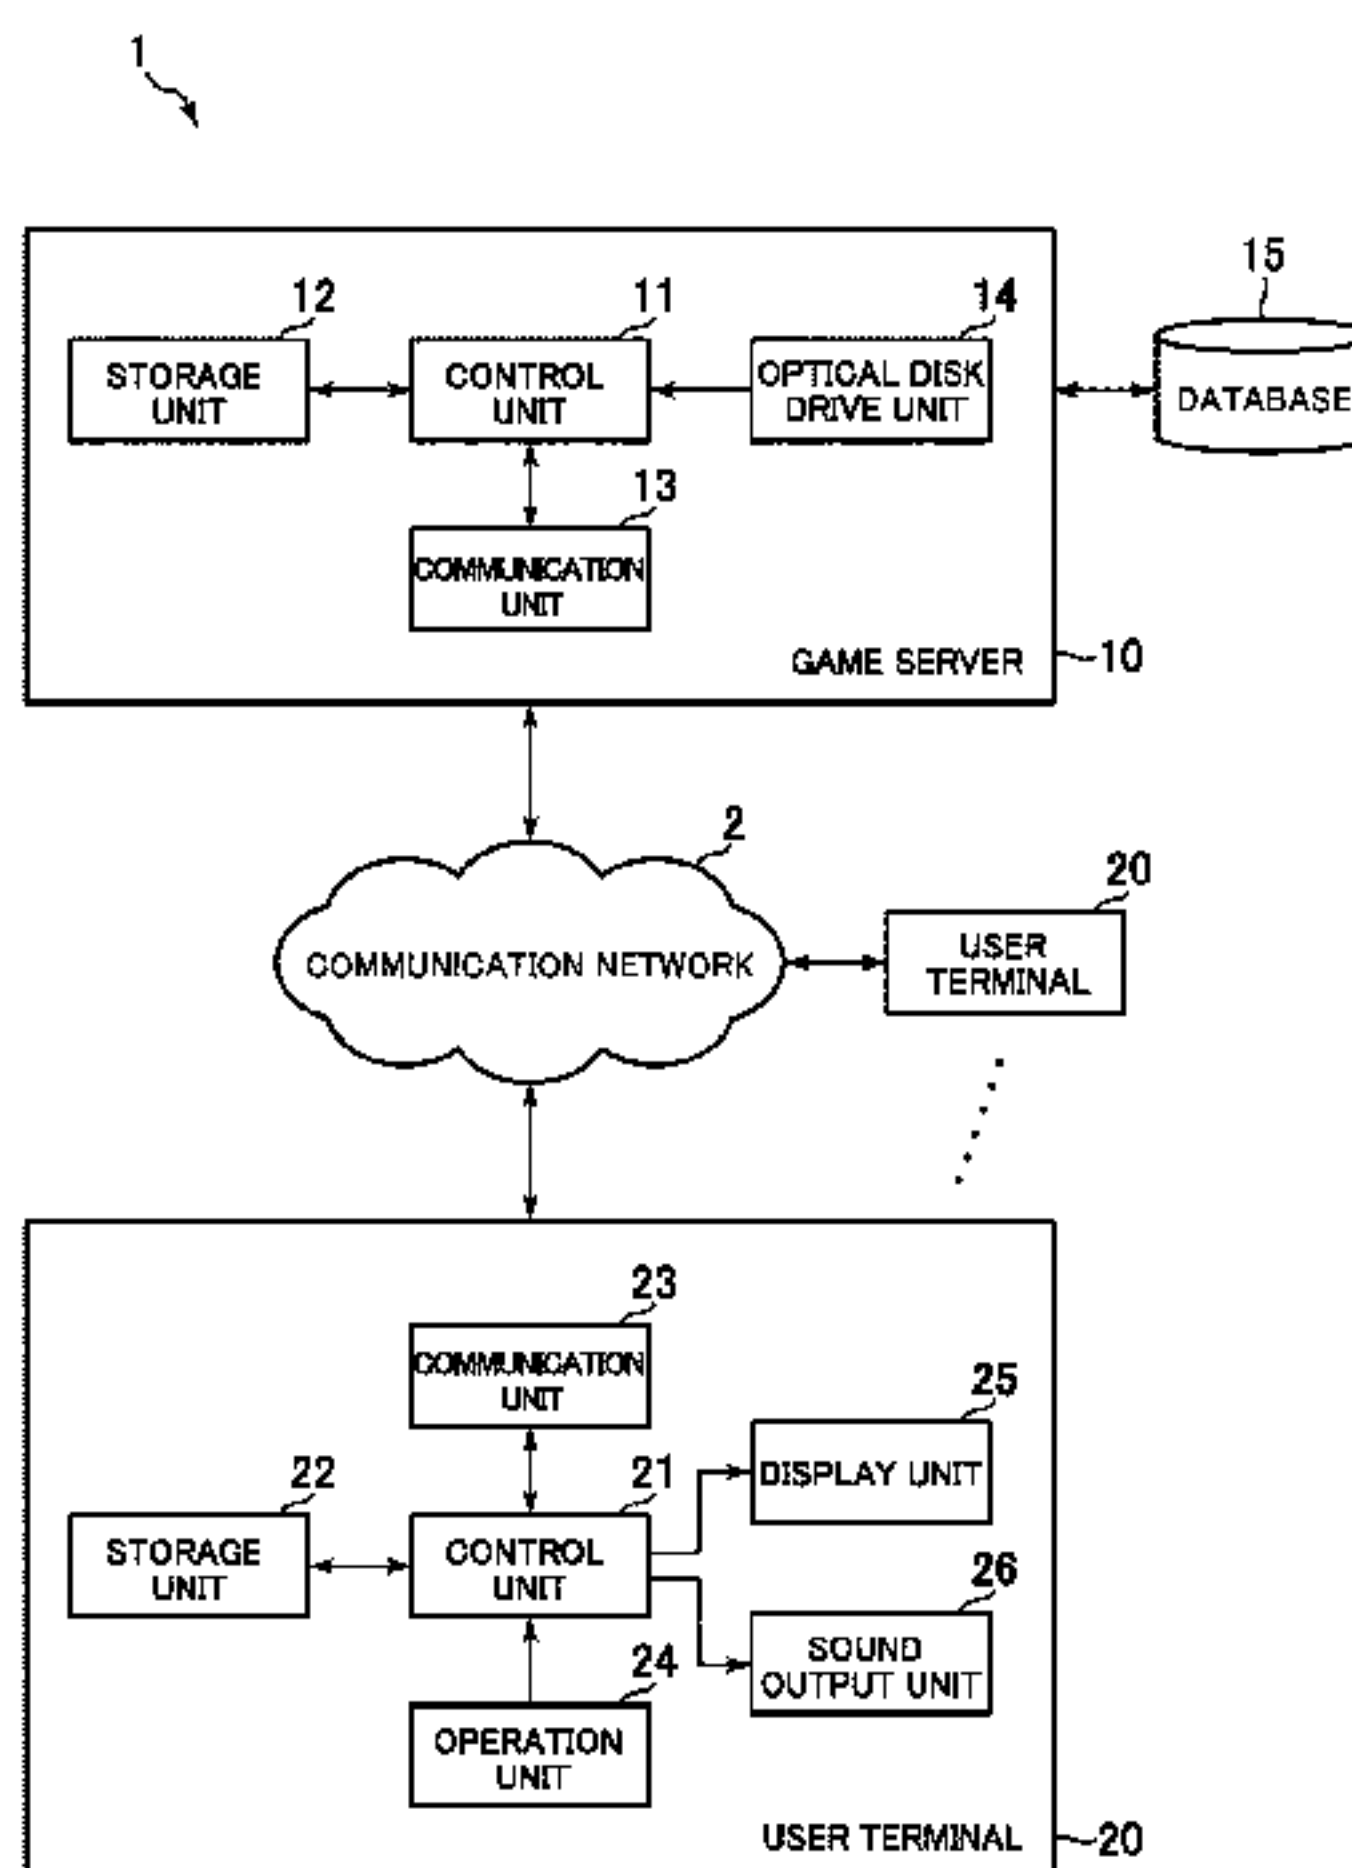 1
15
12
11
14
STORAGE
UNIT
CONTROL
UNIT
OPTICAL DISK
DRIVE UNIT
DATABASE
13
COMMUNICATION
UNIT
GAME SERVER
10
2
20
COMMUNICATION NETWORK
USER
TERMINAL
23
COMMUNICATION
UNIT
25
DISPLAY UNIT
22
21
STORAGE
UNIT
CONTROL
UNIT
26
SOUND
OUTPUT UNIT
24
OPERATION
UNIT
USER TERMINAL
20